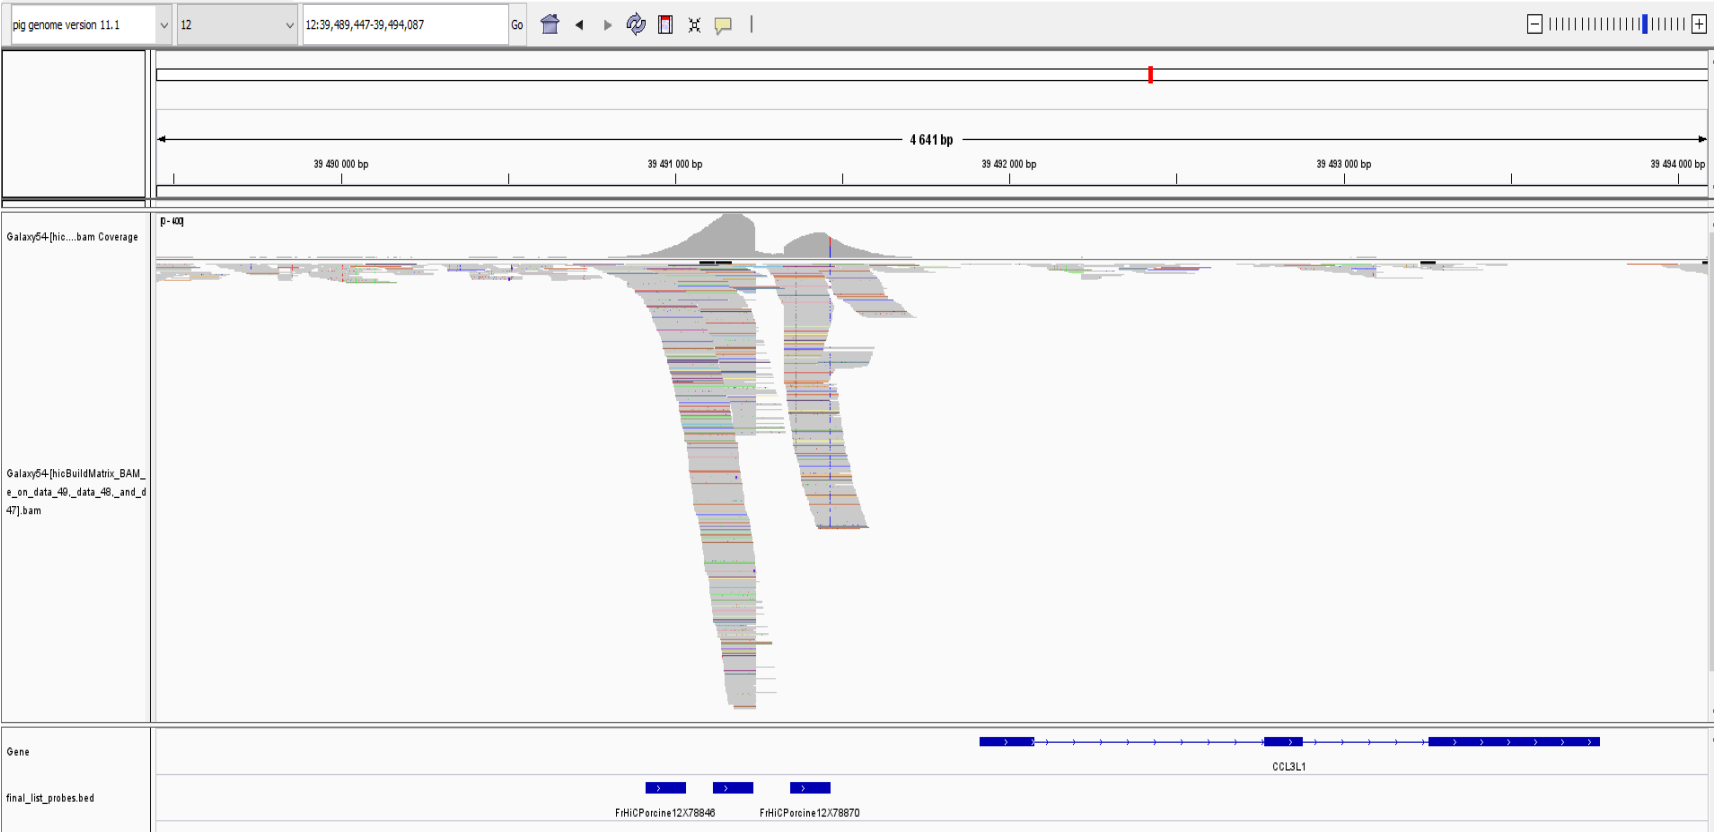 pig genome version 11.1
12
12:39,489,447-39,494,087
Go
4 641 bp
39 490 000 bp
39 491 000 bp
39 492 000 bp
39 493 000 bp
39 494 000 bp
[0 - 400]
Galaxy54-[hic....bam Coverage
Galaxy54-[hicBuildMatrix_BAM_
e_on_data_49,_data_48,_and_d
47].bam
Gene
CCL3L1
final_list_probes.bed
FrHiCPorcine12X78846
FrHiCPorcine12X78870